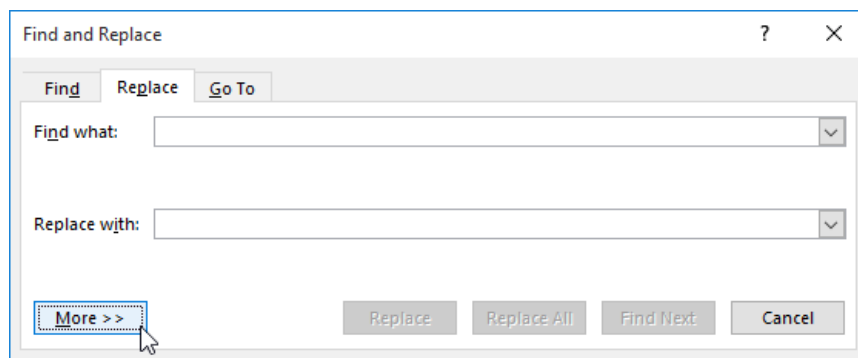 Find and Replace ?
Find Replace Go To
Find what:
Replace with:
More >> Replace Replace All Find Next Cancel